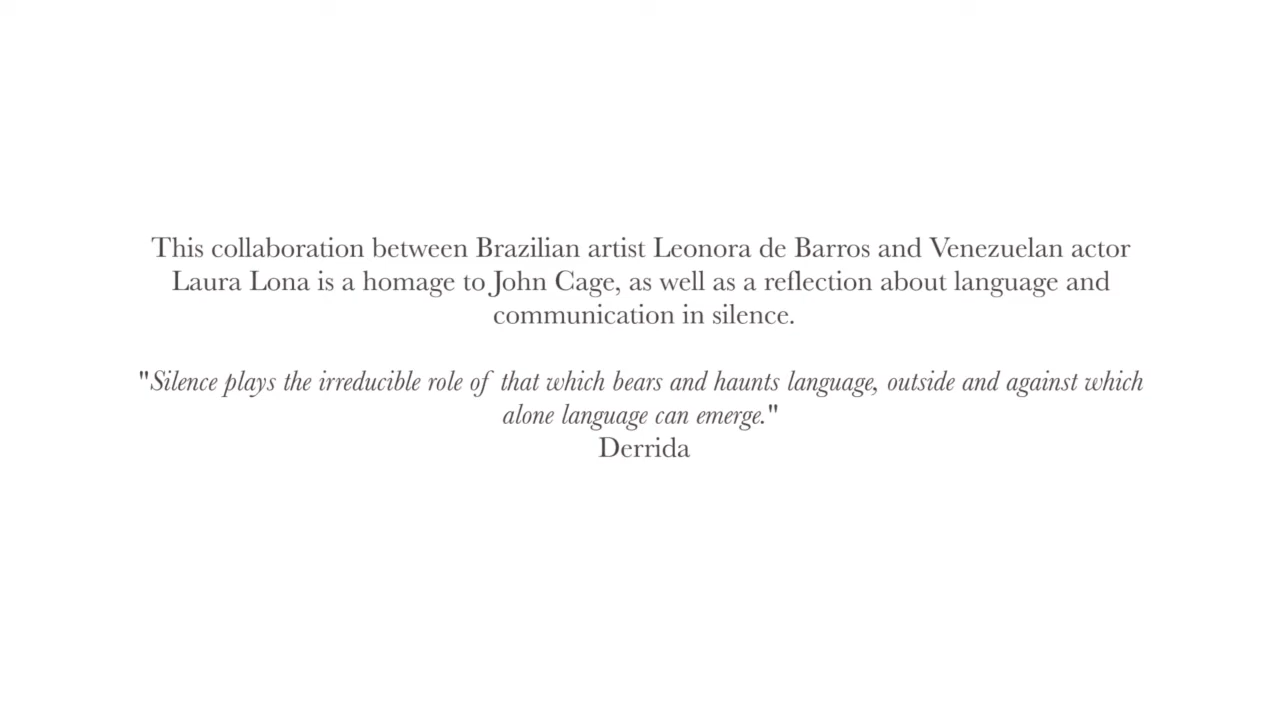 This collaboration between Brazilian artist Leonora de Barros and Venezuelan actor
Laura Lona is a homage to John Cage, as well as a reflection about language and
communication in silence.
"Silence plays the irreducible role of that which bears and haunts language, outside and against which
alone language can emerge."
Derrida